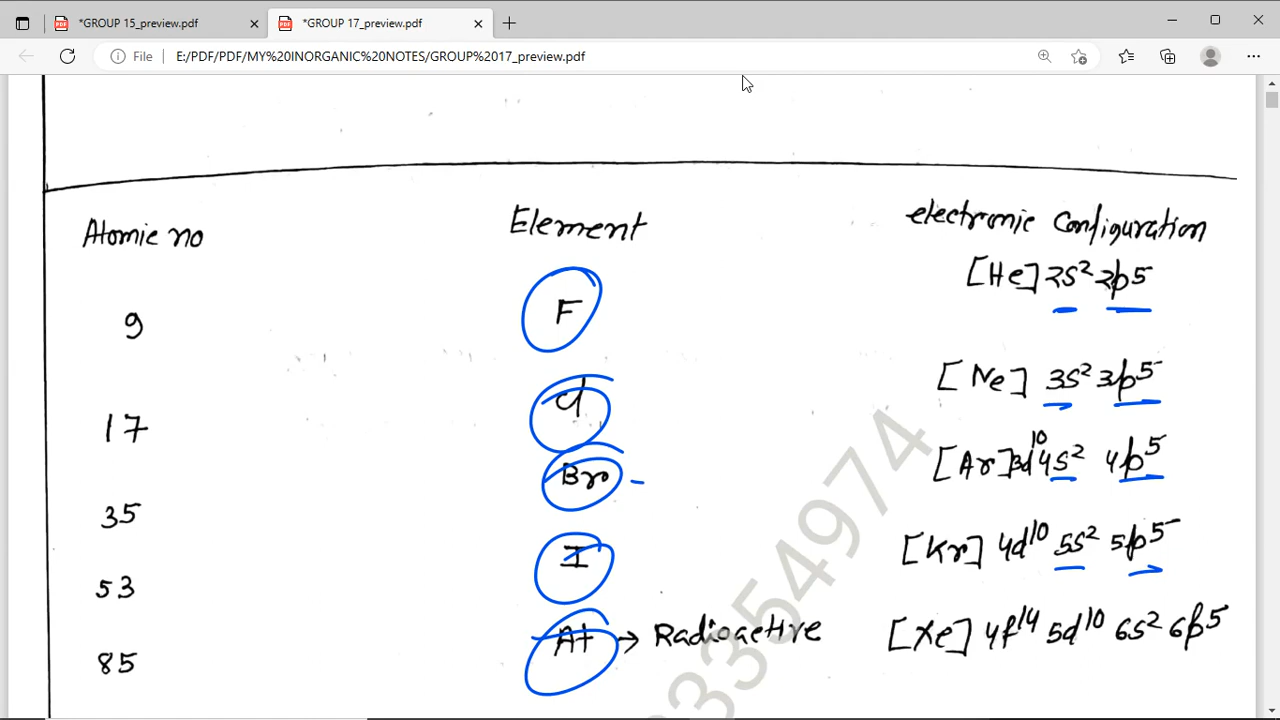 *GROUP 15_preview.pdf
*GROUP 17_preview.pdf
File E:/PDF/PDF/MY%20INORGANIC%20NOTES/GROUP%2017_preview.pdf
Atomic no Element electronic configuration
9 F [He] 2s² 2p⁵
17 Cl [Ne] 3s² 3p⁵
35 Br [Ar] 3d¹⁰ 4s² 4p⁵
53 I [Kr] 4d¹⁰ 5s² 5p⁵
85 At → Radioactive [Xe] 4f¹⁴ 5d¹⁰ 6s² 6p⁵
3354974